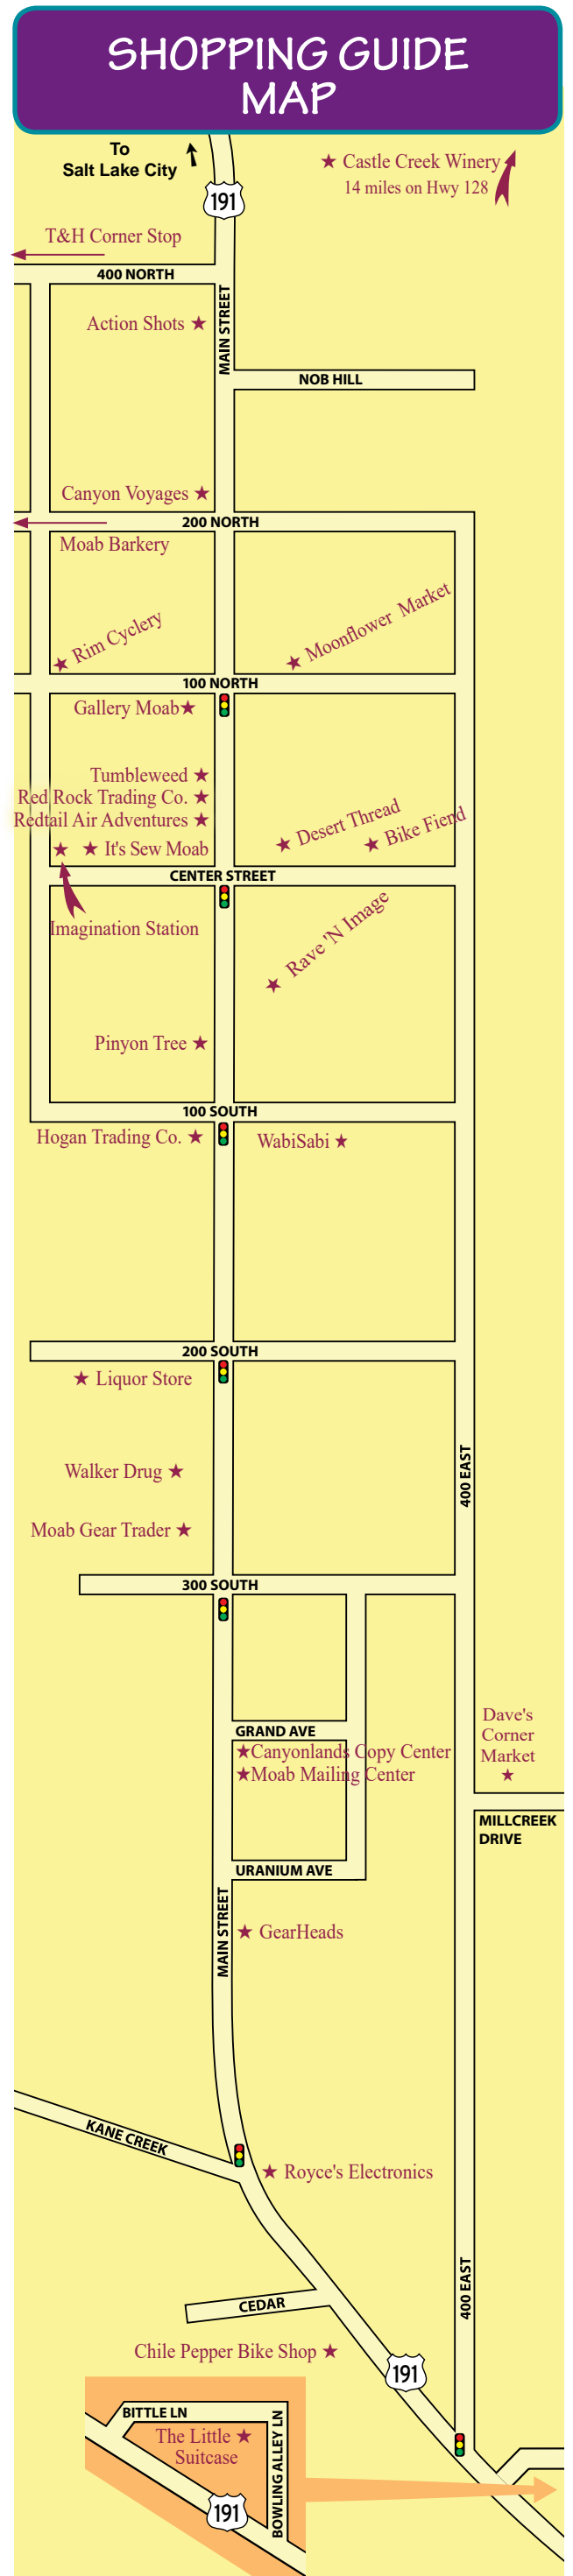 SHOPPING GUIDE
MAP
To
Salt Lake City
★ Castle Creek Winery
14 miles on Hwy 128
191
T&H Corner Stop
400 NORTH
MAIN STREET
Action Shots ★
NOB HILL
Canyon Voyages ★
200 NORTH
Moab Barkery
★ Rim Cyclery
★ Moonflower Market
100 NORTH
Gallery Moab★
Tumbleweed ★
Red Rock Trading Co. ★
Redtail Air Adventures ★
★ Desert Thread
★ Bike Fiend
★ ★ It's Sew Moab
CENTER STREET
Imagination Station
★ Rave 'N Image
Pinyon Tree ★
100 SOUTH
Hogan Trading Co. ★
WabiSabi ★
200 SOUTH
★ Liquor Store
400 EAST
Walker Drug ★
Moab Gear Trader ★
300 SOUTH
Dave's
Corner
Market
★
GRAND AVE
★Canyonlands Copy Center
★Moab Mailing Center
MILLCREEK
DRIVE
URANIUM AVE
MAIN STREET
★ GearHeads
KANE CREEK
★ Royce's Electronics
400 EAST
CEDAR
Chile Pepper Bike Shop ★
191
BITTLE LN
The Little ★
Suitcase
BOWLING ALLEY LN
191